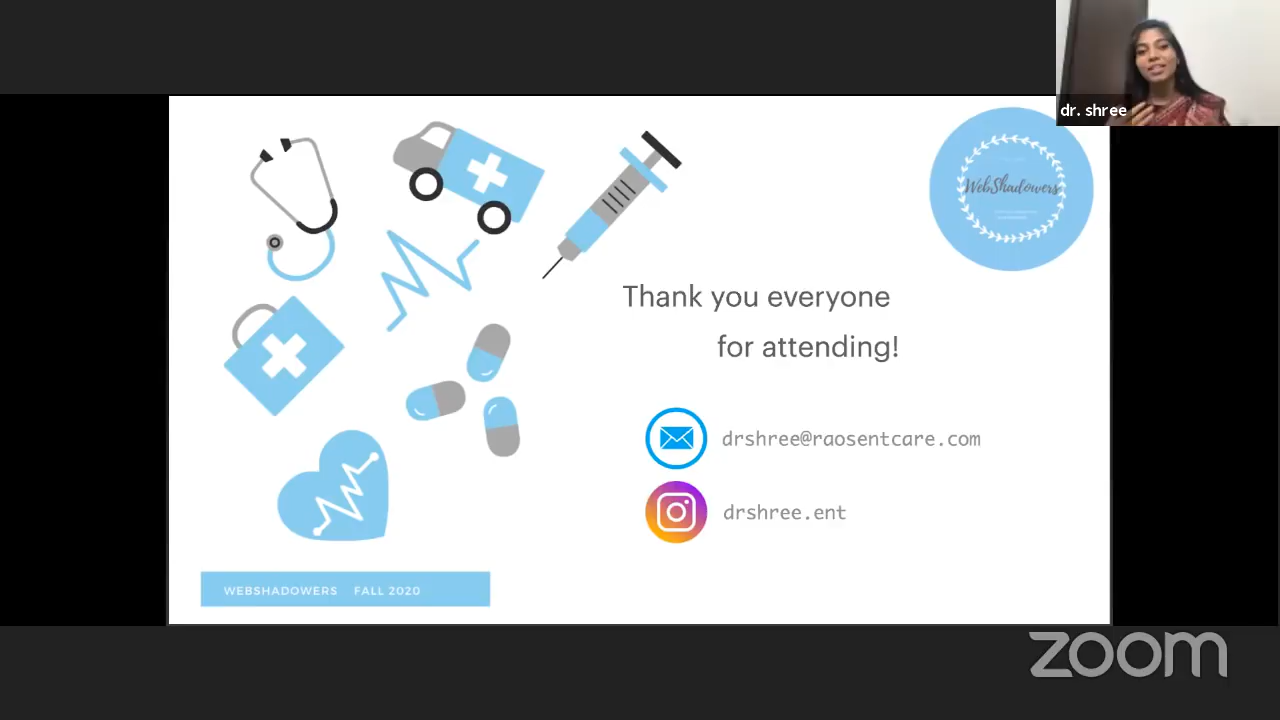 dr. shree
WebShadowers
Thank you everyone
for attending!
drshree@raosentcare.com
drshree.ent
WEBSHADOWERS FALL 2020
zoom